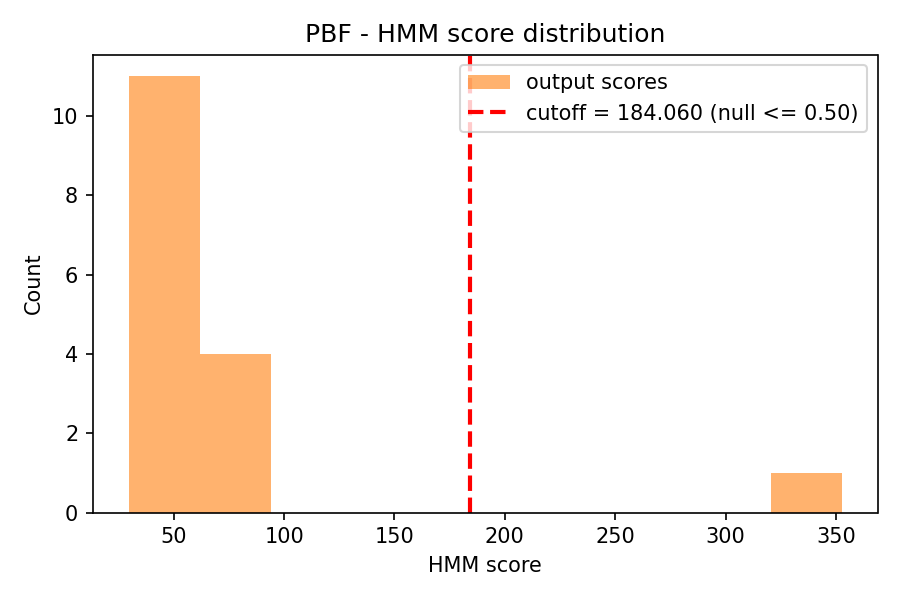 PBF - HMM score distribution
output scores
cutoff = 184.060 (null <= 0.50)
10
8
6
4
2
0
Count
50 100 150 200 250 300 350
HMM score